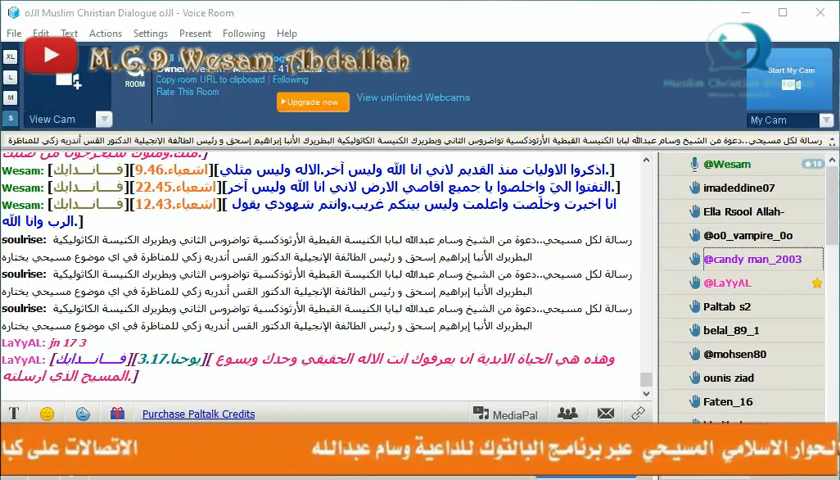 oJJl Muslim Christian Dialogue oJJl - Voice Room
File Edit Text Actions Settings Present Following Help
XL
L
M
S
M.G.D Wesam Abdallah
ROOM
Copy room URL to clipboard | Following
Rate This Room
Upgrade now
View unlimited Webcams
View Cam
Start My Cam
My Cam
Muslim Christian Dialogue
رسالة لكل مسيحي..دعوة من الشيخ وسام عبدالله لبابا الكنيسة القبطية الأرثوذكسية تواضروس الثاني وبطريرك الكنيسة الكاثوليكية البطريرك الأنبا إبراهيم إسحق و رئيس الطائفة الإنجيلية الدكتور القس أندريه زكي للمناظرة
Wesam: [فــانــدايك][اشعياء.9.46][اذكروا الاوليات منذ القديم لاني انا الله وليس آخر.الاله وليس مثلي.]
Wesam: [فــانــدايك][اشعياء.22.45][التفتوا اليّ واخلصوا يا جميع اقاصي الارض لاني انا الله وليس آخر.]
Wesam: [فــانــدايك][اشعياء.12.43][انا اخبرت وخلّصت واعلمت وليس بينكم غريب.وانتم شهودي يقول
الرب وانا الله.]
soulrise: رسالة لكل مسيحي..دعوة من الشيخ وسام عبدالله لبابا الكنيسة القبطية الأرثوذكسية تواضروس الثاني وبطريرك الكنيسة الكاثوليكية
البطريرك الأنبا إبراهيم إسحق و رئيس الطائفة الإنجيلية الدكتور القس أندريه زكي للمناظرة في اي موضوع مسيحي يختاره
soulrise: رسالة لكل مسيحي..دعوة من الشيخ وسام عبدالله لبابا الكنيسة القبطية الأرثوذكسية تواضروس الثاني وبطريرك الكنيسة الكاثوليكية
البطريرك الأنبا إبراهيم إسحق و رئيس الطائفة الإنجيلية الدكتور القس أندريه زكي للمناظرة في اي موضوع مسيحي يختاره
soulrise: رسالة لكل مسيحي..دعوة من الشيخ وسام عبدالله لبابا الكنيسة القبطية الأرثوذكسية تواضروس الثاني وبطريرك الكنيسة الكاثوليكية
البطريرك الأنبا إبراهيم إسحق و رئيس الطائفة الإنجيلية الدكتور القس أندريه زكي للمناظرة في اي موضوع مسيحي يختاره
LaYyAL: jn 17 3
LaYyAL: [فــانــدايك][يوحنا.3.17][وهذه هي الحياة الابدية ان يعرفوك انت الاله الحقيقي وحدك ويسوع
المسيح الذي ارسلته.]
@Wesam
16
imadeddine07
Ella Rsool Allah-
@o0_vampire_0o
@candy man_2003
@LaYyAL
Paltab s2
belal_89_1
@mohsen80
ounis ziad
Faten_16
Purchase Paltalk Credits
MediaPal
الحوار الاسلامي المسيحي عبر برنامج البالتوك للداعية وسام عبدالله
الاتصالات على كبا